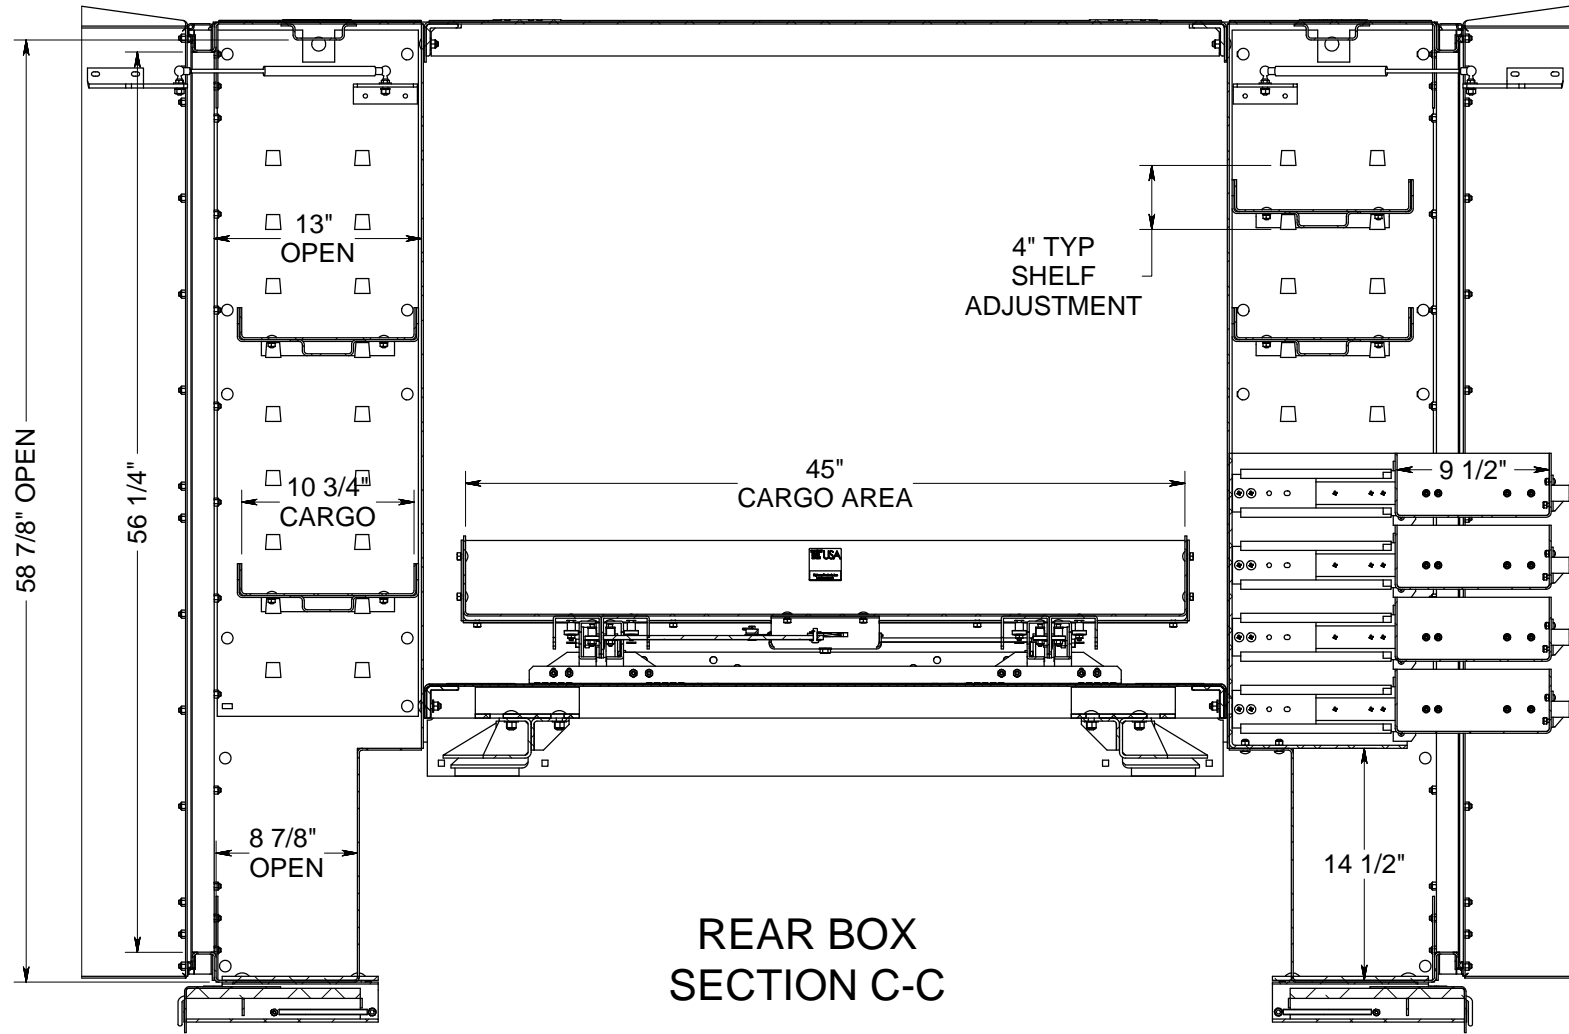 13"
OPEN
4" TYP
SHELF
ADJUSTMENT
58 7/8" OPEN
56 1/4"
10 3/4"
CARGO
45"
CARGO AREA
9 1/2"
USA
8 7/8"
OPEN
14 1/2"
REAR BOX
SECTION C-C